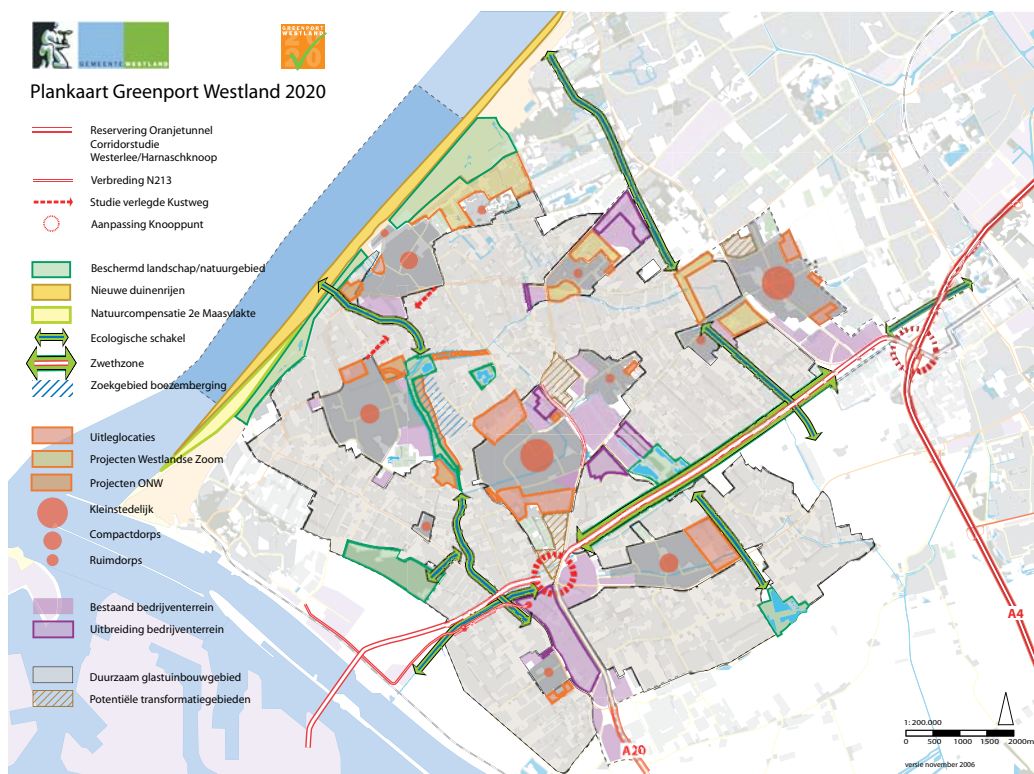 GEMEENTE WESTLAND
GREENPORT
WESTLAND
2020
Plankaart Greenport Westland 2020
Reservering Oranjetunnel
Corridorstudie
Westerlee/Harnaschknoop
Verbreding N213
Studie verlegde Kustweg
Aanpassing Knooppunt
Beschermd landschap/natuurgebied
Nieuwe duinenrijen
Natuurcompensatie 2e Maasvlakte
Ecologische schakel
Zwethzone
Zoekgebied boezemberging
Uitleglocaties
Projecten Westlandse Zoom
Projecten ONW
Kleinstedelijk
Compactdorps
Ruimdorps
Bestaand bedrijventerrein
Uitbreiding bedrijventerrein
Duurzaam glastuinbouwgebied
Potentiële transformatiegebieden
A4
A20
1: 200.000
0 500 1000 1500 2000m
versie november 2006